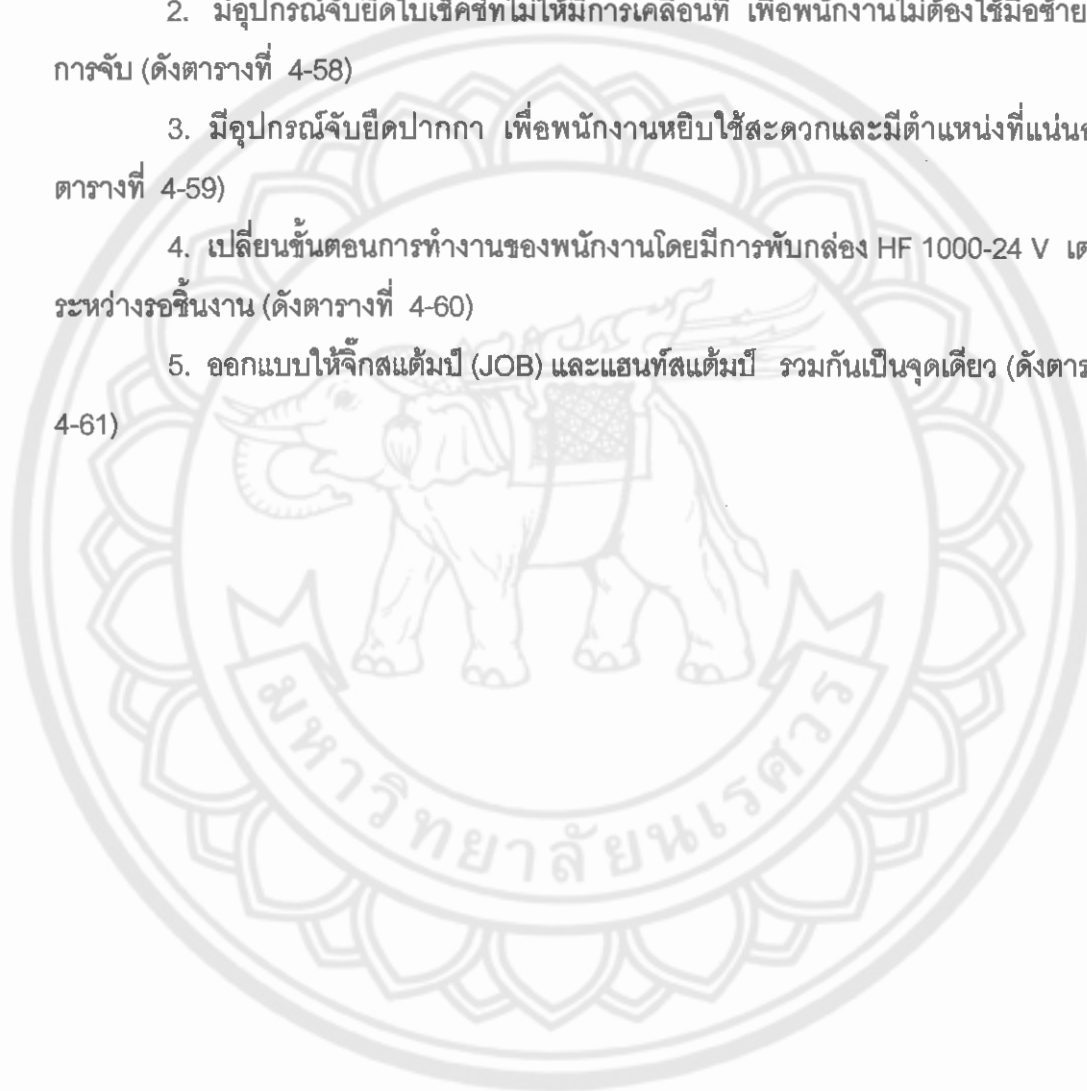 2. มีอุปกรณ์จับยึดใบเช็คชีทไม่ให้มีการเคลื่อนที่ เพื่อพนักงานไม่ต้องใช้มือซ้าย
การจับ (ดังตารางที่ 4-58)
3. มีอุปกรณ์จับยึดปากกา เพื่อพนักงานหยิบใช้สะดวกและมีตำแหน่งที่
ตารางที่ 4-59)
4. เปลี่ยนขั้นตอนการทำงานของพนักงานโดยมีการพับกล่อง HF 1000-24 V
ระหว่างรอชิ้นงาน (ดังตารางที่ 4-60)
5. ออกแบบให้จิ๊กสแต้มป์ (JOB) และแฮนท์สแต้มป์ รวมกันเป็นจุดเดียว
4-61)
มหาวิทยาลัยนเรศวร